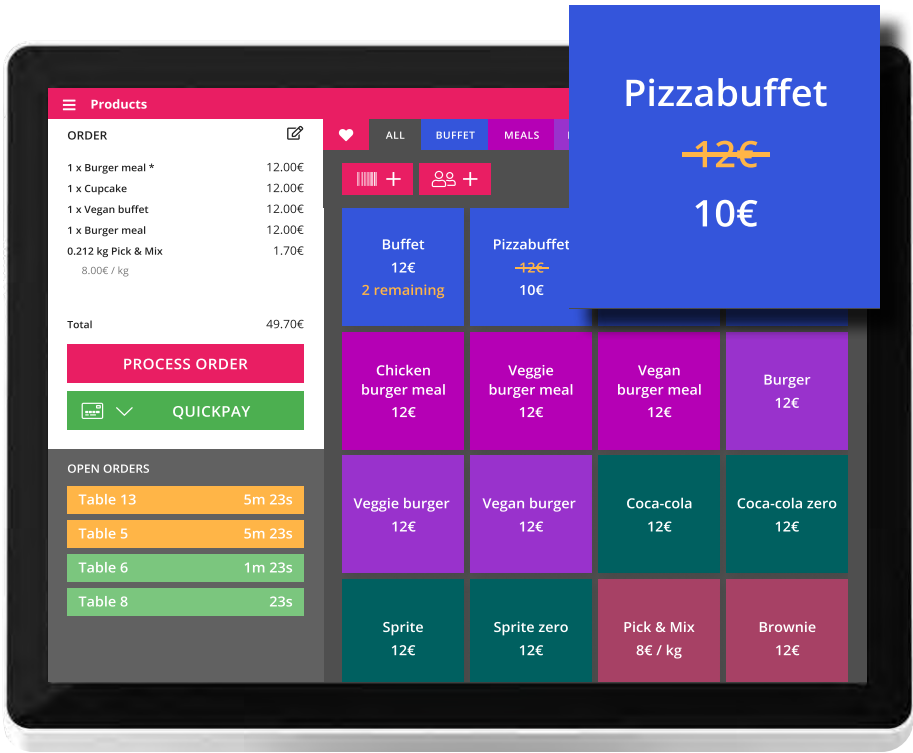 Products
ORDER
1 x Burger meal * 12.00€
1 x Cupcake 12.00€
1 x Vegan buffet 12.00€
1 x Burger meal 12.00€
0.212 kg Pick & Mix 1.70€
8.00€ / kg
Total 49.70€
PROCESS ORDER
QUICKPAY
OPEN ORDERS
Table 13 5m 23s
Table 5 5m 23s
Table 6 1m 23s
Table 8 23s
ALL BUFFET MEALS
Buffet
12€
2 remaining
Pizzabuffet
12€
10€
Pizzabuffet
12€
10€
Chicken
burger meal
12€
Veggie
burger meal
12€
Vegan
burger meal
12€
Burger
12€
Veggie burger
12€
Vegan burger
12€
Coca-cola
12€
Coca-cola zero
12€
Sprite
12€
Sprite zero
12€
Pick & Mix
8€ / kg
Brownie
12€